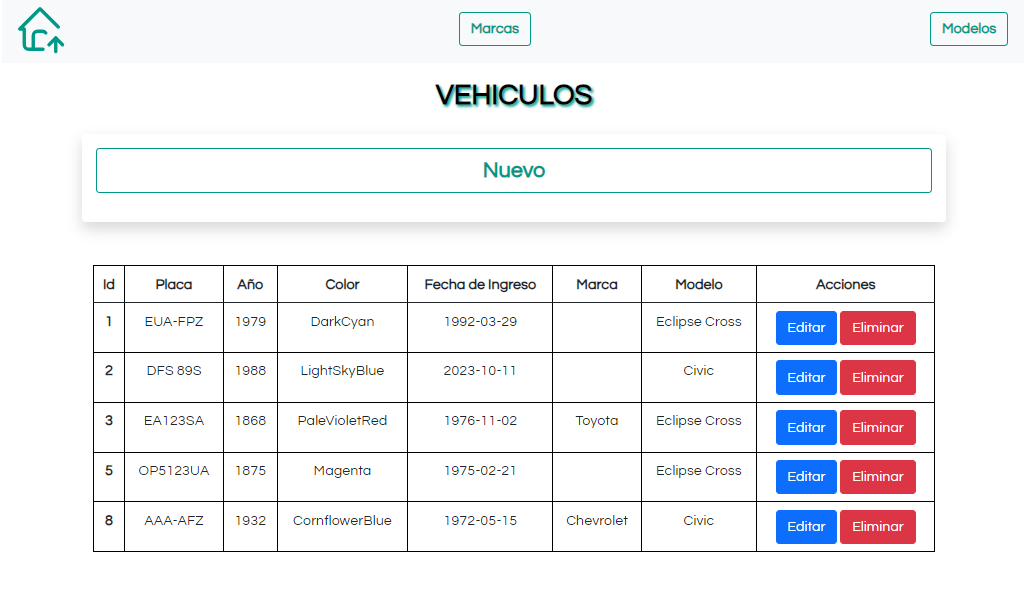 Marcas Modelos
VEHICULOS
Nuevo
Id Placa Año Color Fecha de Ingreso Marca Modelo Acciones
1 EUA-FPZ 1979 DarkCyan 1992-03-29 Eclipse Cross Editar Eliminar
2 DFS 89S 1988 LightSkyBlue 2023-10-11 Civic Editar Eliminar
3 EA123SA 1868 PaleVioletRed 1976-11-02 Toyota Eclipse Cross Editar Eliminar
5 OP5123UA 1875 Magenta 1975-02-21 Eclipse Cross Editar Eliminar
8 AAA-AFZ 1932 CornflowerBlue 1972-05-15 Chevrolet Civic Editar Eliminar